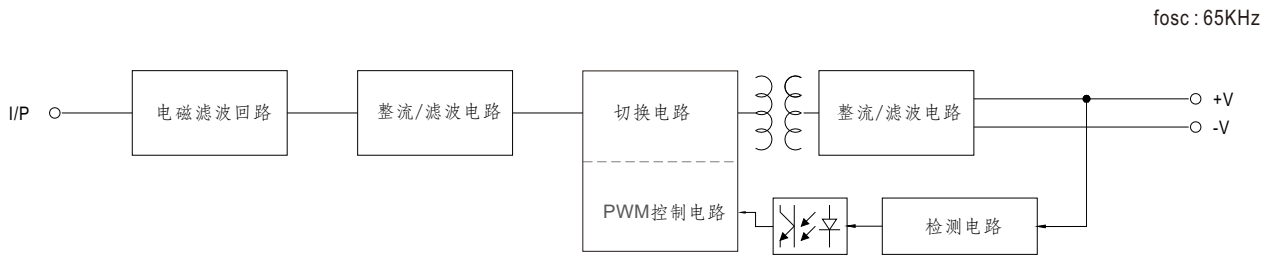 fosc : 65KHz
I/P
电磁滤波回路
整流/滤波电路
切换电路
整流/滤波电路
+V
-V
PWM控制电路
检测电路